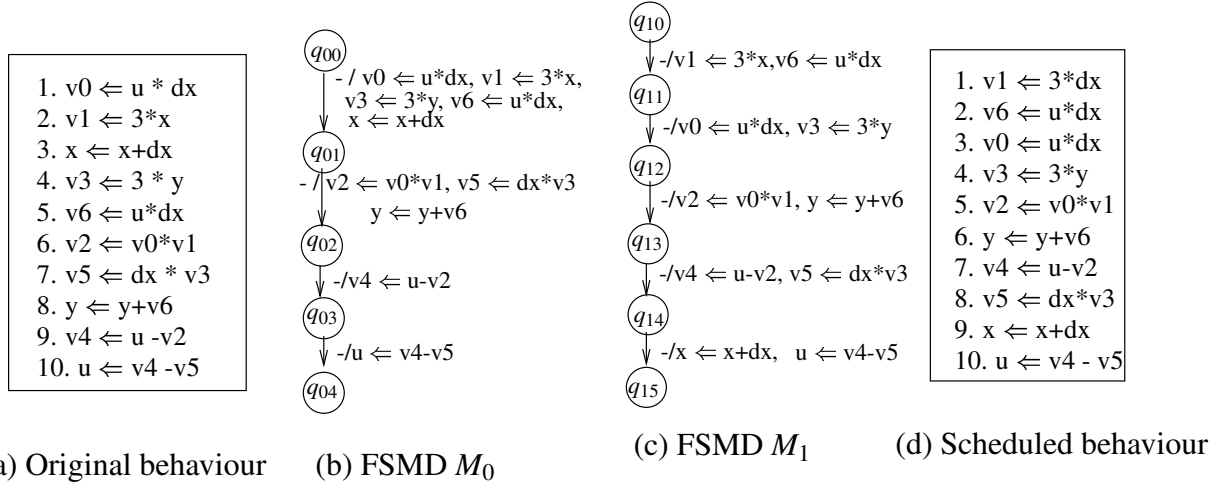 1. v0 ⇐ u * dx
2. v1 ⇐ 3*x
3. x ⇐ x+dx
4. v3 ⇐ 3 * y
5. v6 ⇐ u*dx
6. v2 ⇐ v0*v1
7. v5 ⇐ dx * v3
8. y ⇐ y+v6
9. v4 ⇐ u -v2
10. u ⇐ v4 -v5
a) Original behaviour
q00
- / v0 ⇐ u*dx, v1 ⇐ 3*x,
v3 ⇐ 3*y, v6 ⇐ u*dx,
x ⇐ x+dx
q01
- / v2 ⇐ v0*v1, v5 ⇐ dx*v3
y ⇐ y+v6
q02
-/v4 ⇐ u-v2
q03
-/u ⇐ v4-v5
q04
(b) FSMD M0
q10
-/v1 ⇐ 3*x,v6 ⇐ u*dx
q11
-/v0 ⇐ u*dx, v3 ⇐ 3*y
q12
-/v2 ⇐ v0*v1, y ⇐ y+v6
q13
-/v4 ⇐ u-v2, v5 ⇐ dx*v3
q14
-/x ⇐ x+dx, u ⇐ v4-v5
q15
(c) FSMD M1
1. v1 ⇐ 3*dx
2. v6 ⇐ u*dx
3. v0 ⇐ u*dx
4. v3 ⇐ 3*y
5. v2 ⇐ v0*v1
6. y ⇐ y+v6
7. v4 ⇐ u-v2
8. v5 ⇐ dx*v3
9. x ⇐ x+dx
10. u ⇐ v4 - v5
(d) Scheduled behaviour